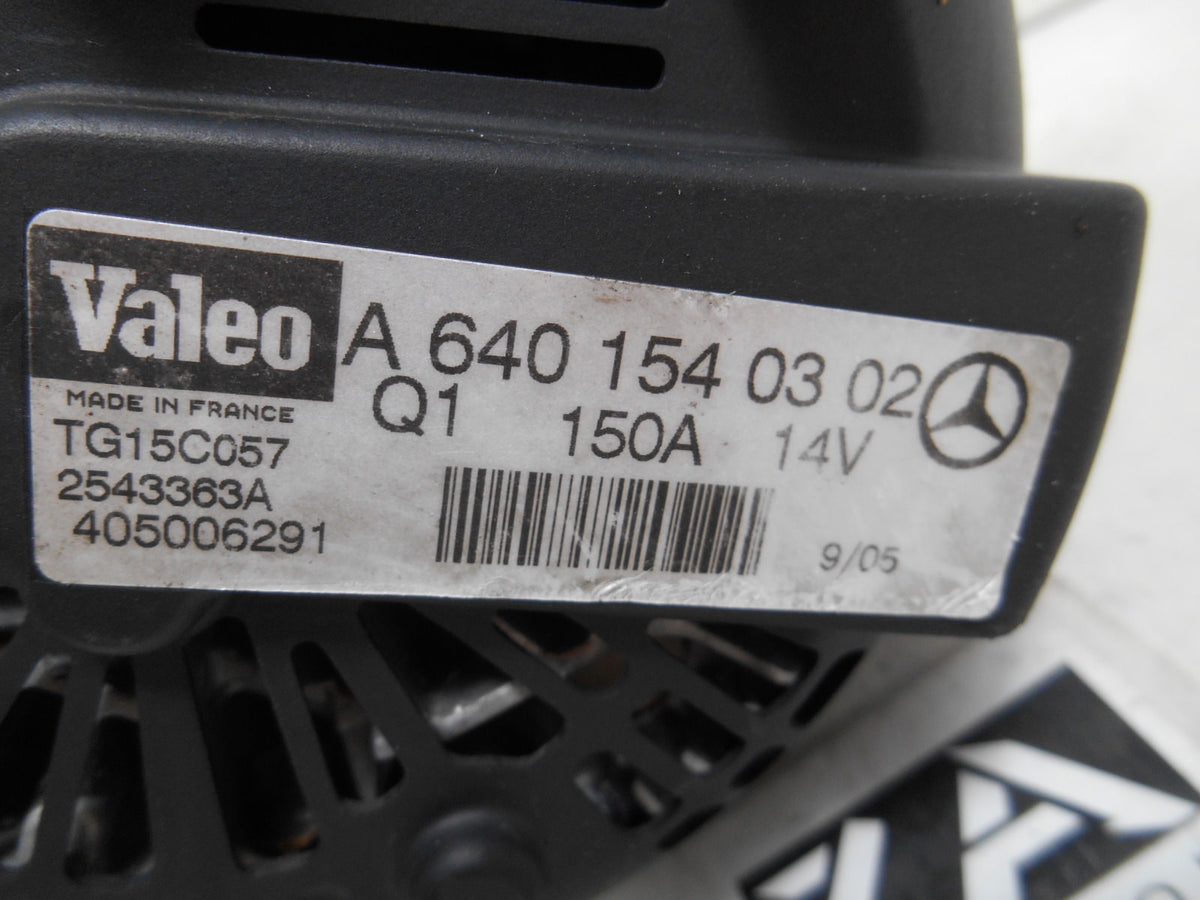 Valeo
A 640 154 03 02
MADE IN FRANCE
Q1 150A 14V
TG15C057
2543363A
405006291
9/05